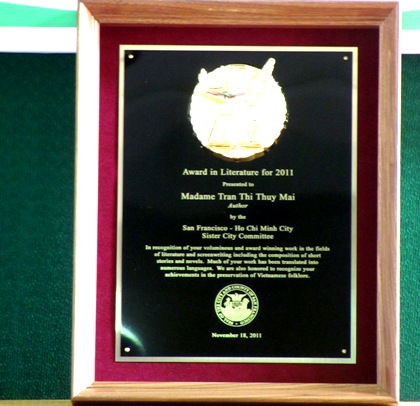 Award in Literature for 2011
Presented to
Madame Tran Thi Thuy Mai
Author
by the
San Francisco - Ho Chi Minh City
Sister City Committee
In recognition of your voluminous and award winning work in the fields
of literature and screenwriting including the composition of short
stories and novels. Much of your work has been translated into
numerous languages. We are also honored to recognize your
achievements in the preservation of Vietnamese folklore.
November 18, 2011